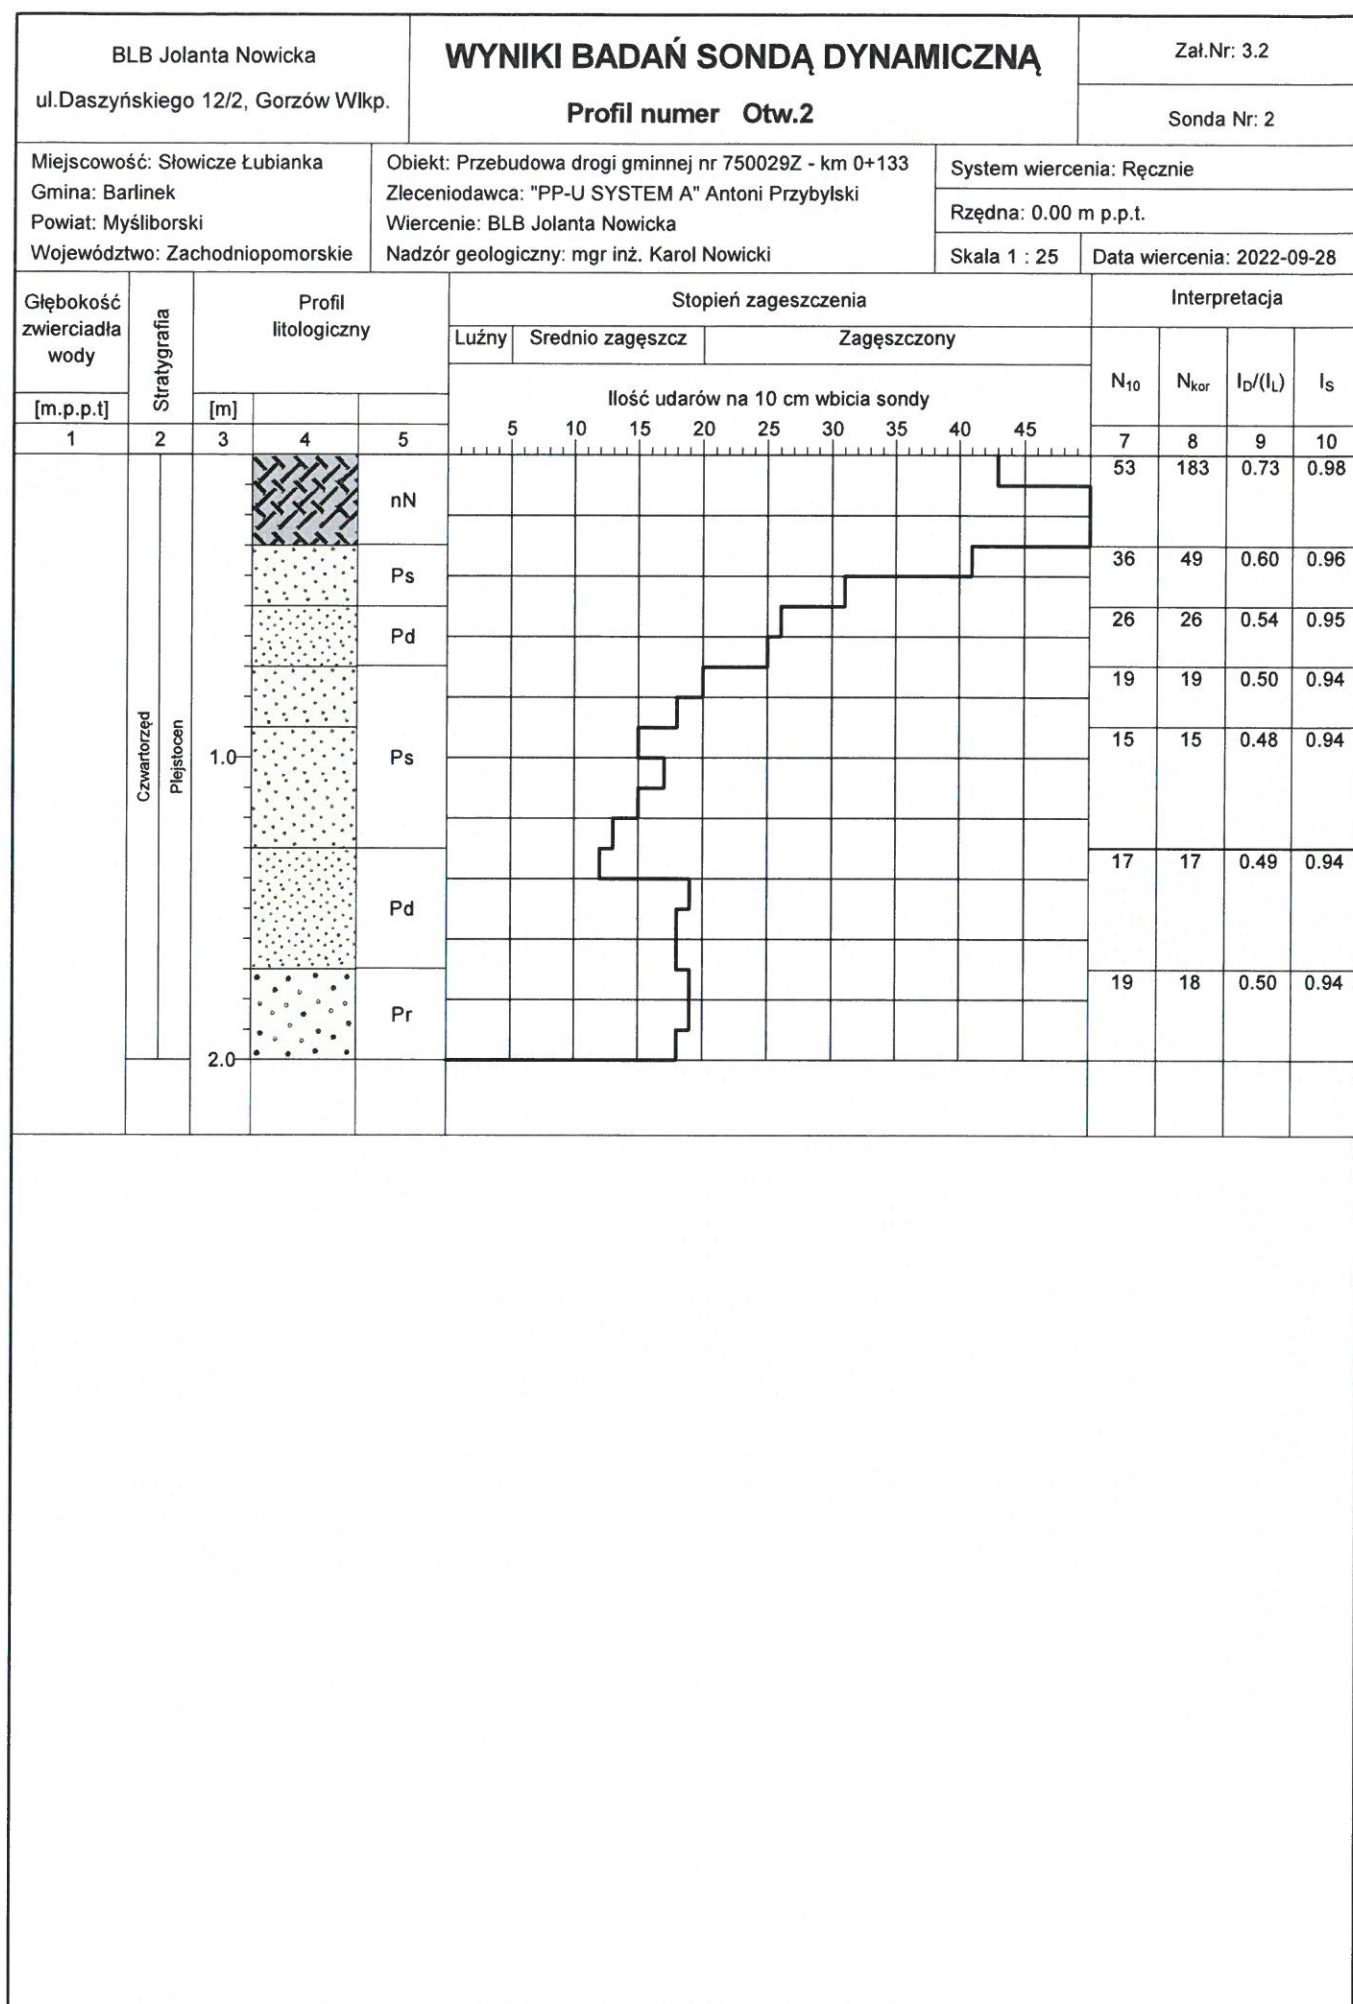 BLB Jolanta Nowicka
ul.Daszyńskiego 12/2, Gorzów Wlkp.
WYNIKI BADAŃ SONDĄ DYNAMICZNĄ
Profil numer Otw.2
Zał.Nr: 3.2
Sonda Nr: 2
Miejscowość: Słowicze Łubianka
Gmina: Barlinek
Powiat: Myśliborski
Województwo: Zachodniopomorskie
Obiekt: Przebudowa drogi gminnej nr 750029Z - km 0+133
Zleceniodawca: "PP-U SYSTEM A" Antoni Przybylski
Wiercenie: BLB Jolanta Nowicka
Nadzór geologiczny: mgr inż. Karol Nowicki
System wiercenia: Ręcznie
Rzędna: 0.00 m p.p.t.
Skala 1 : 25
Data wiercenia: 2022-09-28
Głębokość
zwierciadła
wody
[m.p.p.t]
Stratygrafia
Profil
litologiczny
[m]
Stopień zageszczenia
Luźny Srednio zagęszcz Zagęszczony
Ilość udarów na 10 cm wbicia sondy
5 10 15 20 25 30 35 40 45
Interpretacja
N10 Nkor ID/(IL) IS
1 2 3 4 5 7 8 9 10
nN 53 183 0.73 0.98
Ps 36 49 0.60 0.96
Pd 26 26 0.54 0.95
19 19 0.50 0.94
Czwartorzęd
Plejstocen
1.0 Ps 15 15 0.48 0.94
17 17 0.49 0.94
Pd
19 18 0.50 0.94
Pr
2.0